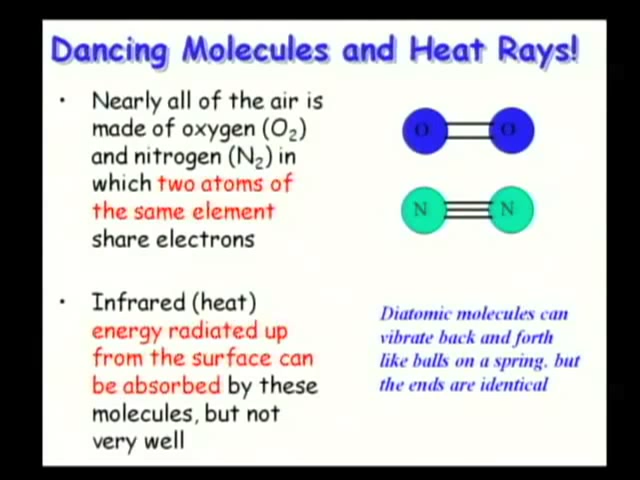 Dancing Molecules and Heat Rays!
• Nearly all of the air is
made of oxygen (O2)
and nitrogen (N2) in
which two atoms of
the same element
share electrons
O O
N N
• Infrared (heat)
energy radiated up
from the surface can
be absorbed by these
molecules, but not
very well
Diatomic molecules can
vibrate back and forth
like balls on a spring, but
the ends are identical